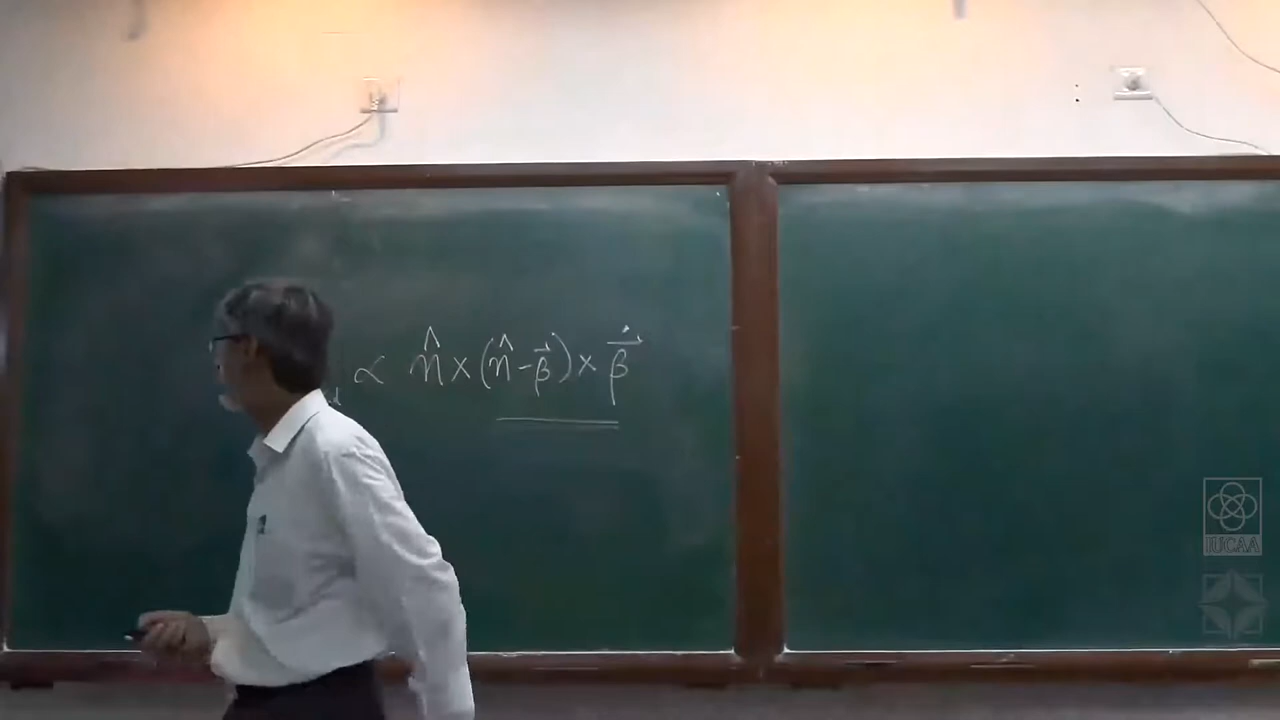 ∝ n̂ × (n̂ - β⃗) × β⃗̇
IUCAA